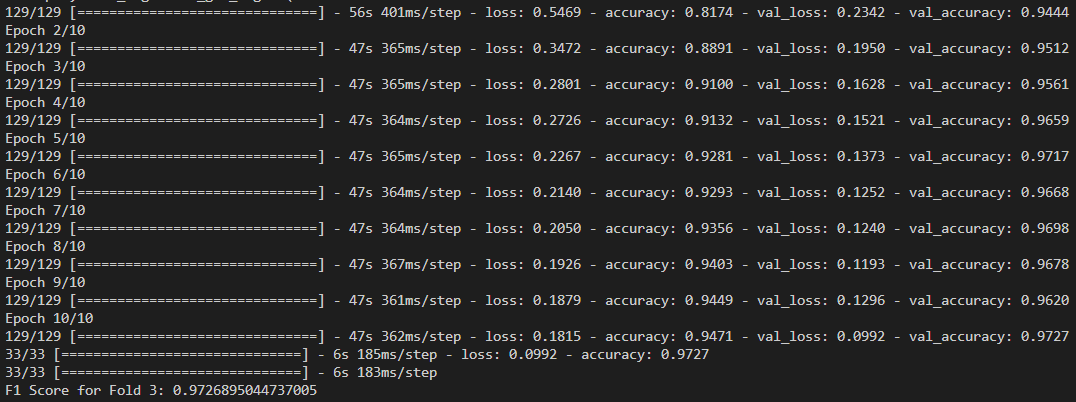 129/129 [==============================] - 56s 401ms/step - loss: 0.5469 - accuracy: 0.8174 - val_loss: 0.2342 - val_accuracy: 0.9444
Epoch 2/10
129/129 [==============================] - 47s 365ms/step - loss: 0.3472 - accuracy: 0.8891 - val_loss: 0.1950 - val_accuracy: 0.9512
Epoch 3/10
129/129 [==============================] - 47s 365ms/step - loss: 0.2801 - accuracy: 0.9100 - val_loss: 0.1628 - val_accuracy: 0.9561
Epoch 4/10
129/129 [==============================] - 47s 364ms/step - loss: 0.2726 - accuracy: 0.9132 - val_loss: 0.1521 - val_accuracy: 0.9659
Epoch 5/10
129/129 [==============================] - 47s 365ms/step - loss: 0.2267 - accuracy: 0.9281 - val_loss: 0.1373 - val_accuracy: 0.9717
Epoch 6/10
129/129 [==============================] - 47s 364ms/step - loss: 0.2140 - accuracy: 0.9293 - val_loss: 0.1252 - val_accuracy: 0.9668
Epoch 7/10
129/129 [==============================] - 47s 364ms/step - loss: 0.2050 - accuracy: 0.9356 - val_loss: 0.1240 - val_accuracy: 0.9698
Epoch 8/10
129/129 [==============================] - 47s 367ms/step - loss: 0.1926 - accuracy: 0.9403 - val_loss: 0.1193 - val_accuracy: 0.9678
Epoch 9/10
129/129 [==============================] - 47s 361ms/step - loss: 0.1879 - accuracy: 0.9449 - val_loss: 0.1296 - val_accuracy: 0.9620
Epoch 10/10
129/129 [==============================] - 47s 362ms/step - loss: 0.1815 - accuracy: 0.9471 - val_loss: 0.0992 - val_accuracy: 0.9727
33/33 [==============================] - 6s 185ms/step - loss: 0.0992 - accuracy: 0.9727
33/33 [==============================] - 6s 183ms/step
F1 Score for Fold 3: 0.9726895044737005